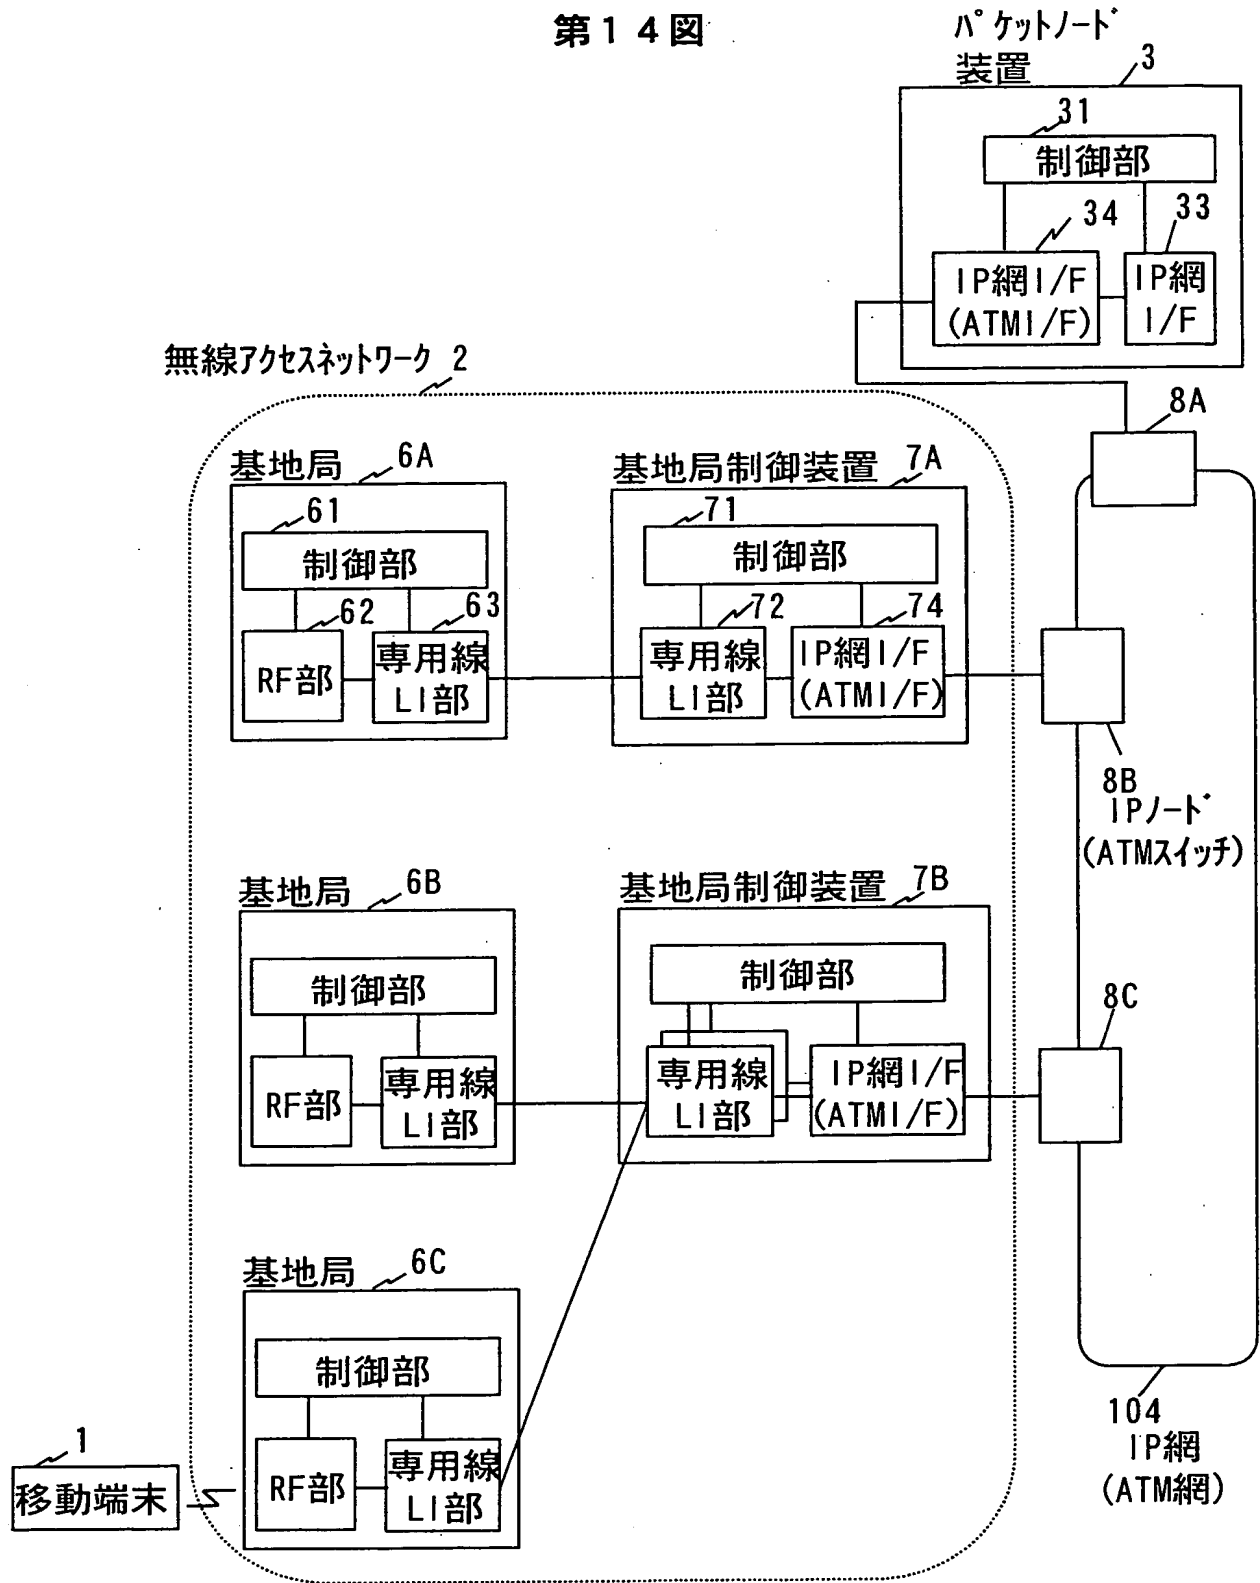 第14図
パケットノード
装置
3
31
制御部
34
33
IP網I/F
(ATMI/F)
IP網
I/F
無線アクセスネットワーク 2
8A
基地局
6A
61
制御部
62
63
RF部
専用線
LI部
基地局制御装置
7A
71
制御部
72
74
専用線
LI部
IP網I/F
(ATMI/F)
8B
IPノード
(ATMスイッチ)
基地局
6B
制御部
RF部
専用線
LI部
基地局制御装置
7B
制御部
専用線
LI部
IP網I/F
(ATMI/F)
8C
基地局
6C
制御部
RF部
専用線
LI部
1
移動端末
104
IP網
(ATM網)